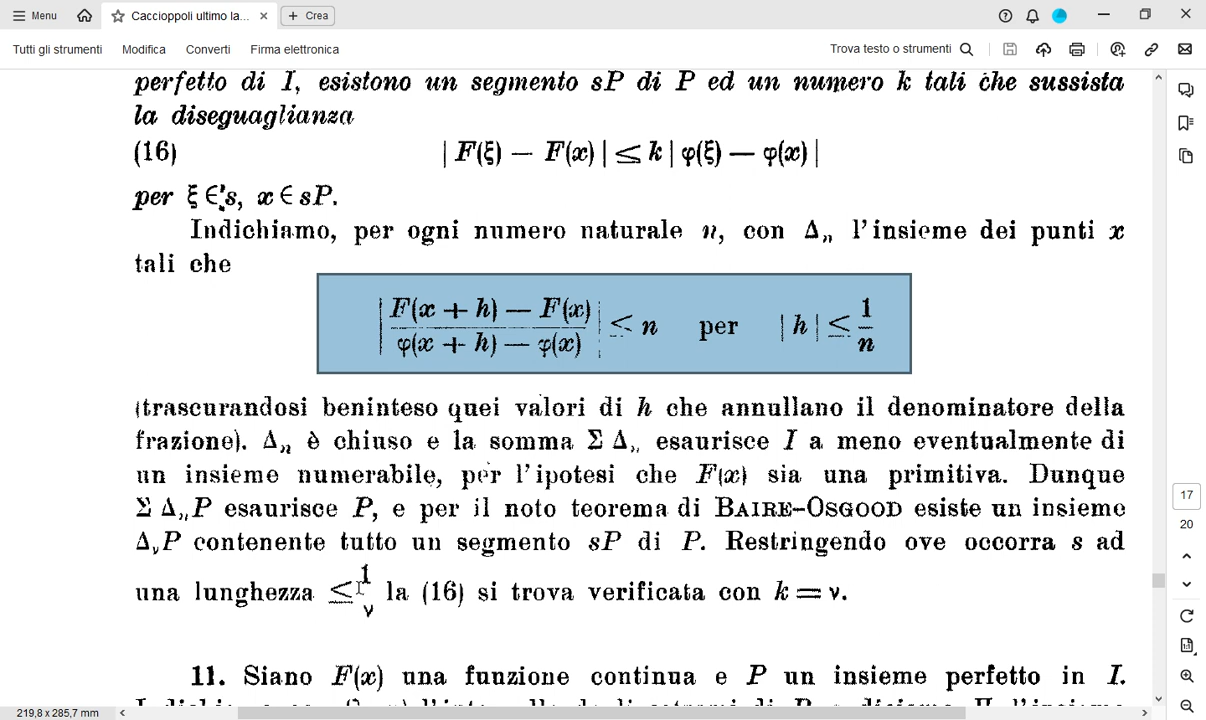 Menu
Caccioppoli ultimo la...
Crea
Tutti gli strumenti
Modifica
Converti
Firma elettronica
Trova testo o strumenti
perfetto di I, esistono un segmento sP di P ed un numero k tali che sussista
la diseguaglianza
(16) | F(ξ) — F(x) | ≤ k | φ(ξ) — φ(x) |
per ξ ∈ s, x ∈ sP.
Indichiamo, per ogni numero naturale n, con Δₙ l'insieme dei punti x
tali che
| F(x + h) — F(x) / φ(x + h) — φ(x) | ≤ n per | h | ≤ 1/n
(trascurandosi beninteso quei valori di h che annullano il denominatore della
frazione). Δₙ è chiuso e la somma Σ Δₙ esaurisce I a meno eventualmente di
un insieme numerabile, per l'ipotesi che F(x) sia una primitiva. Dunque
Σ ΔₙP esaurisce P, e per il noto teorema di BAIRE–OSGOOD esiste un insieme
ΔᵥP contenente tutto un segmento sP di P. Restringendo ove occorra s ad
una lunghezza ≤ 1/ν la (16) si trova verificata con k = ν.
11. Siano F(x) una funzione continua e P un insieme perfetto in I.
17
20
219,8 x 285,7 mm